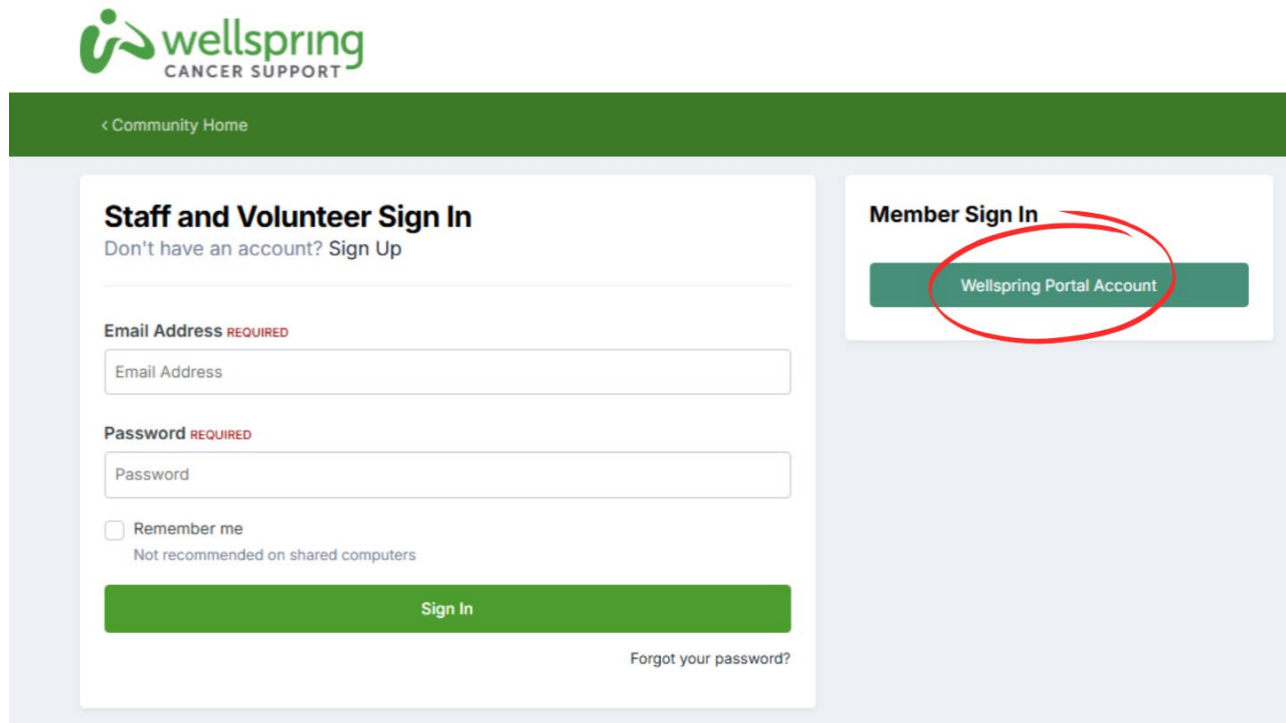 wellspring
CANCER SUPPORT
< Community Home
Staff and Volunteer Sign In
Don't have an account? Sign Up
Email Address REQUIRED
Email Address
Password REQUIRED
Password
Remember me
Not recommended on shared computers
Sign In
Forgot your password?
Member Sign In
Wellspring Portal Account